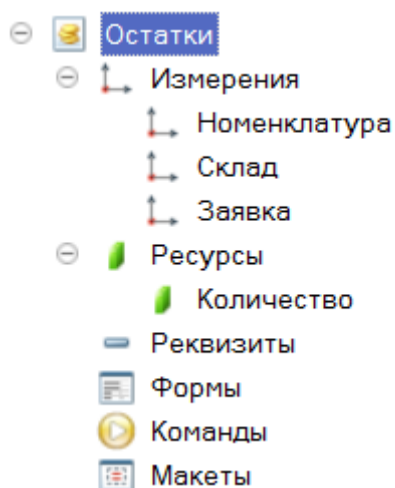 Остатки
Измерения
Номенклатура
Склад
Заявка
Ресурсы
Количество
Реквизиты
Формы
Команды
Макеты